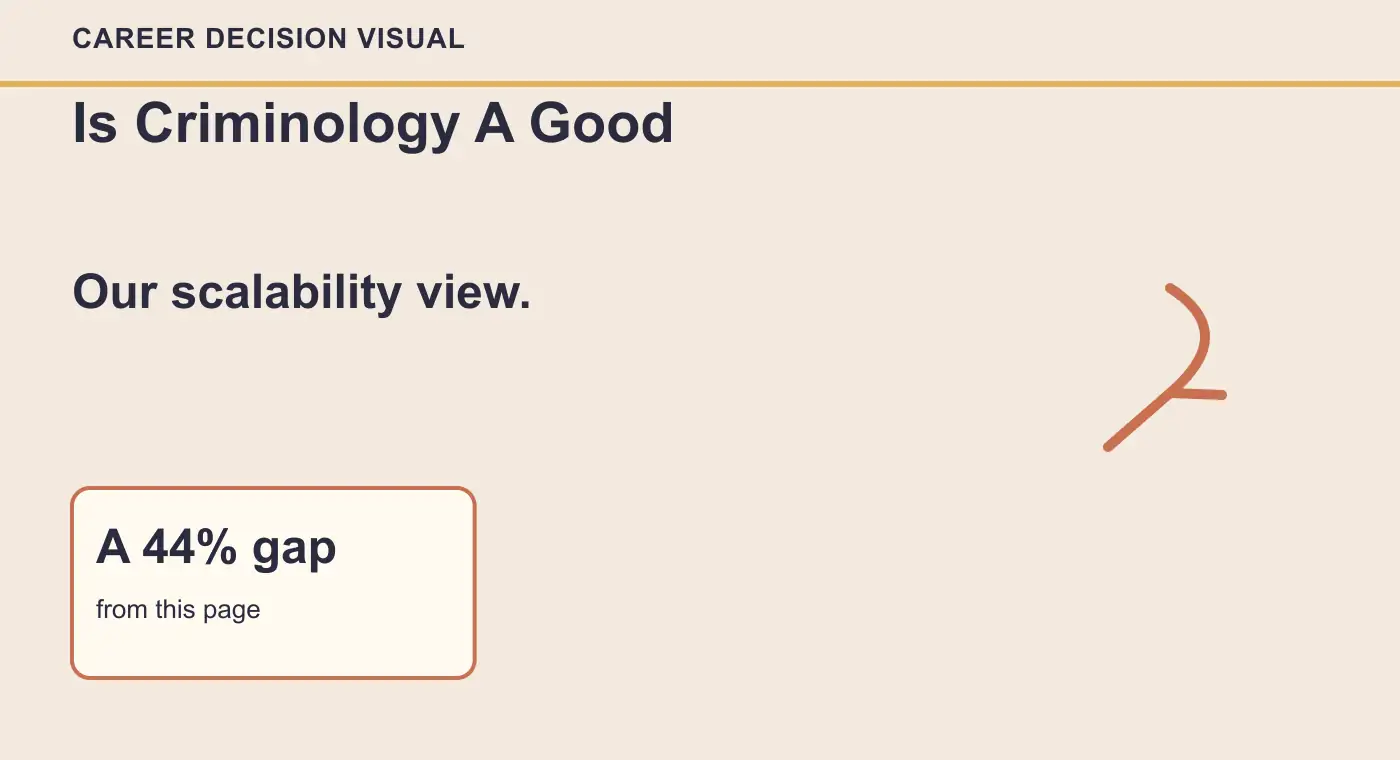 CAREER DECISION VISUAL
Is Criminology A Good
Our scalability view.
A 44% gap
from this page